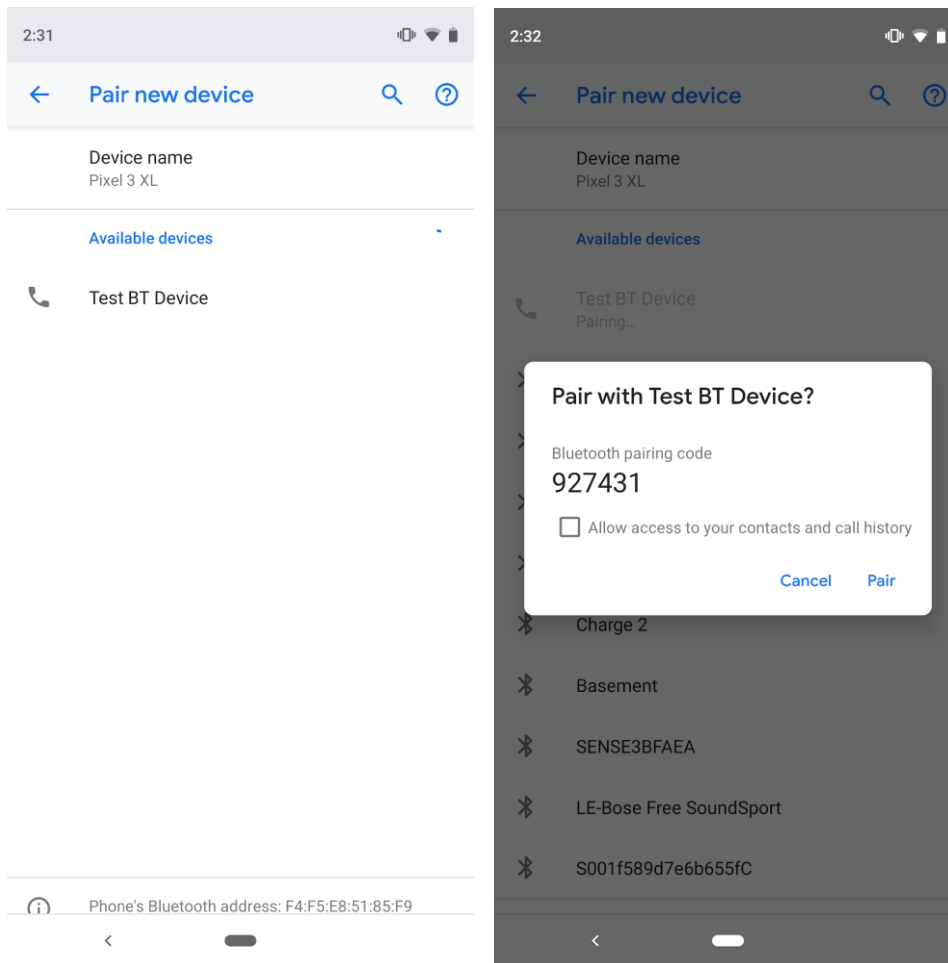 2:31
Pair new device
Device name
Pixel 3 XL
Available devices
Test BT Device
Phone's Bluetooth address: F4:F5:E8:51:85:F9
2:32
Pair new device
Device name
Pixel 3 XL
Available devices
Test BT Device
Pairing...
Pair with Test BT Device?
Bluetooth pairing code
927431
Allow access to your contacts and call history
Cancel Pair
Charge 2
Basement
SENSE3BFAEA
LE-Bose Free SoundSport
S001f589d7e6b655fC